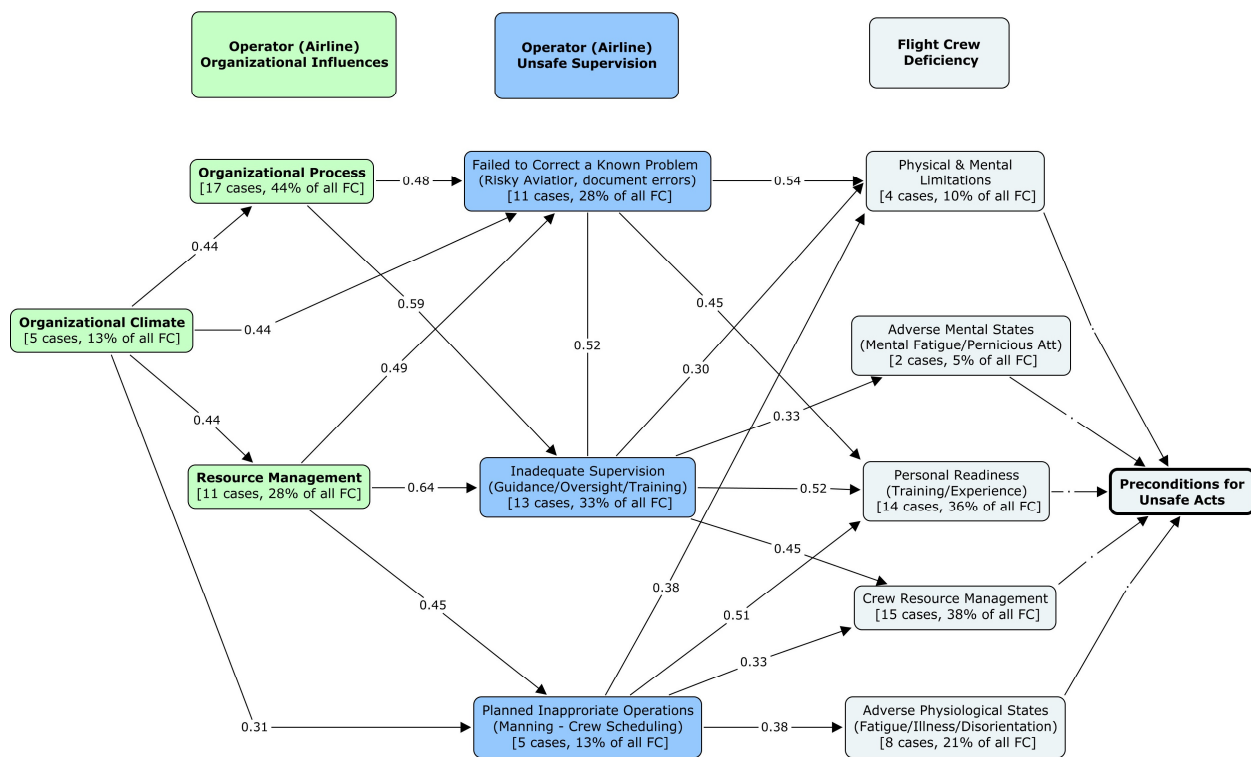 Operator (Airline)
Organizational Influences
Operator (Airline)
Unsafe Supervision
Flight Crew
Deficiency
Organizational Process
[17 cases, 44% of all FC]
0.48
Failed to Correct a Known Problem
(Risky Aviator, document errors)
[11 cases, 28% of all FC]
0.54
Physical & Mental
Limitations
[4 cases, 10% of all FC]
0.44
0.59
0.45
Organizational Climate
[5 cases, 13% of all FC]
0.44
0.52
0.49
0.30
Adverse Mental States
(Mental Fatigue/Pernicious Att)
[2 cases, 5% of all FC]
0.44
0.33
Resource Management
[11 cases, 28% of all FC]
0.64
Inadequate Supervision
(Guidance/Oversight/Training)
[13 cases, 33% of all FC]
0.52
Personal Readiness
(Training/Experience)
[14 cases, 36% of all FC]
Preconditions for
Unsafe Acts
0.45
0.38
0.45
0.51
Crew Resource Management
[15 cases, 38% of all FC]
0.33
0.31
Planned Inapproriate Operations
(Manning - Crew Scheduling)
[5 cases, 13% of all FC]
0.38
Adverse Physiological States
(Fatigue/Illness/Disorientation)
[8 cases, 21% of all FC]